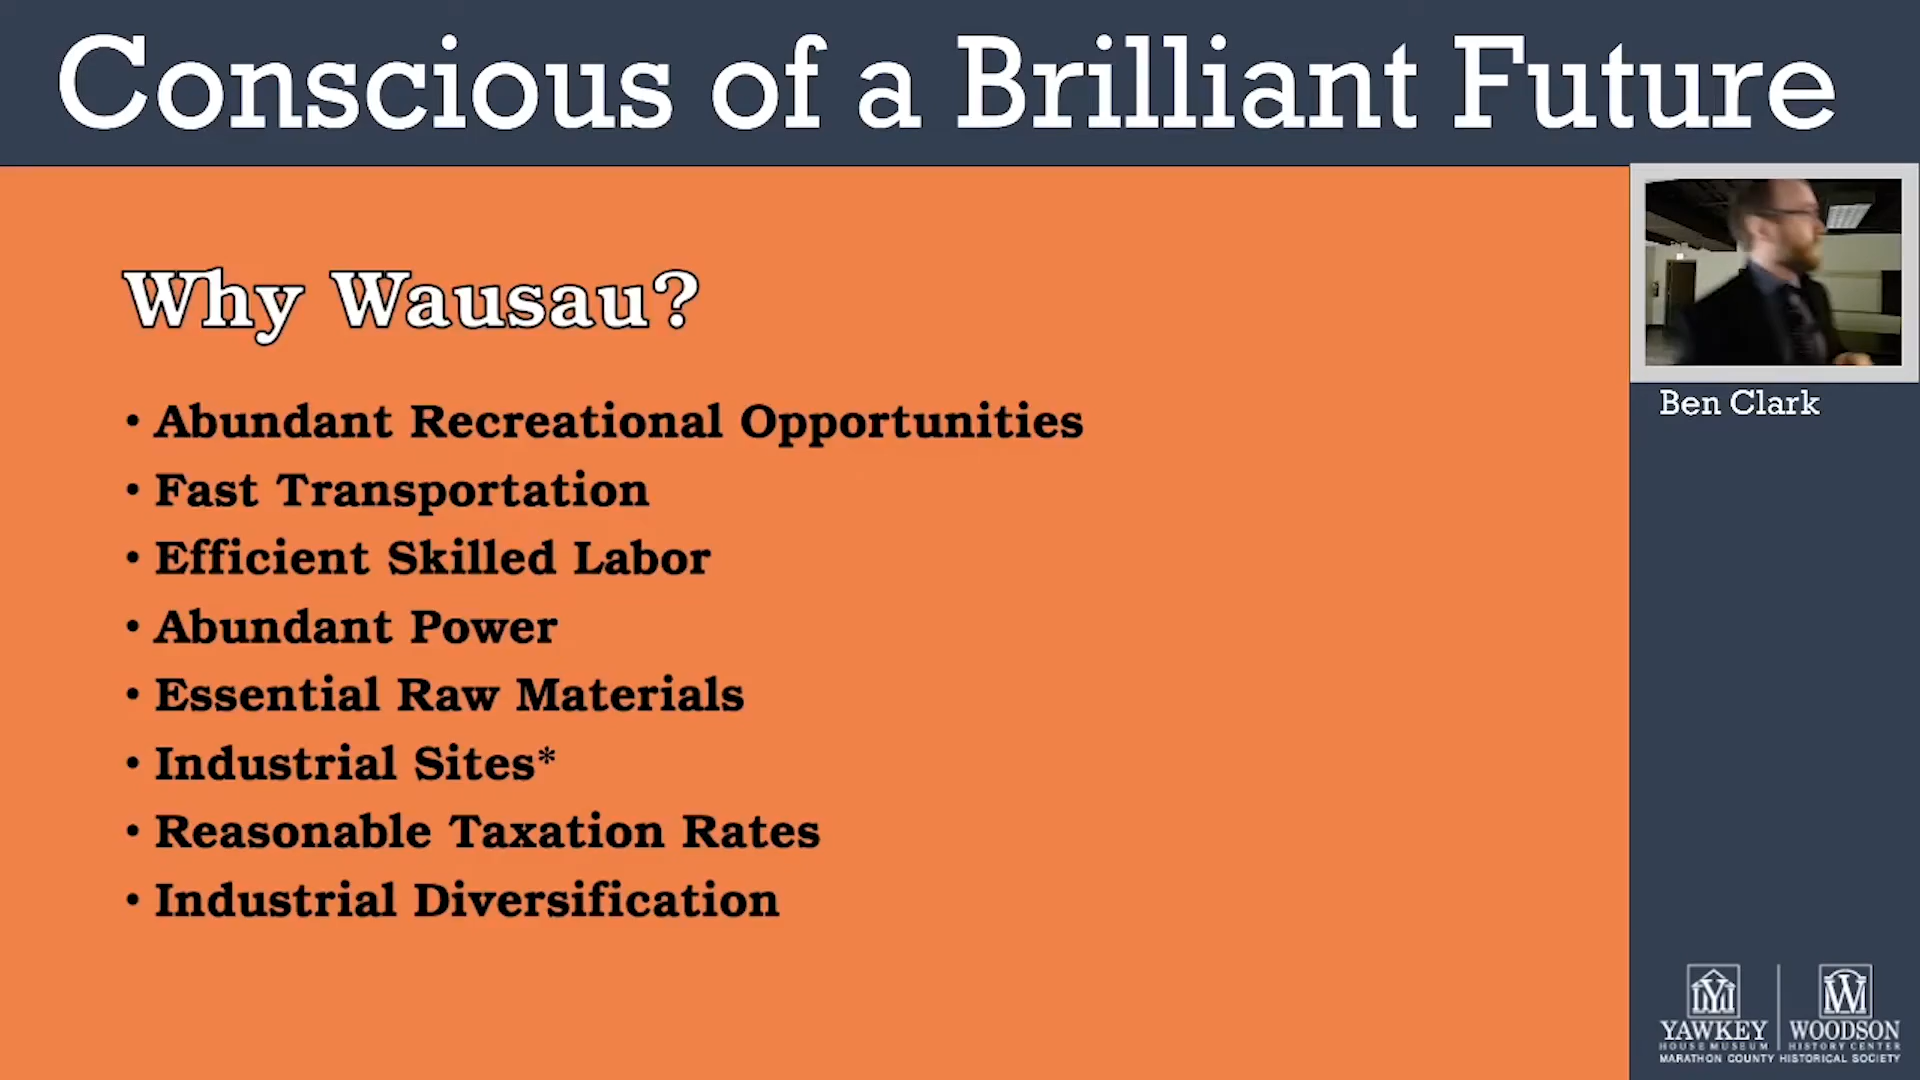 Conscious of a Brilliant Future
Why Wausau?
• Abundant Recreational Opportunities
• Fast Transportation
• Efficient Skilled Labor
• Abundant Power
• Essential Raw Materials
• Industrial Sites*
• Reasonable Taxation Rates
• Industrial Diversification
Ben Clark
YAWKEY WOODSON
HOUSE MUSEUM HISTORY CENTER
MARATHON COUNTY HISTORICAL SOCIETY